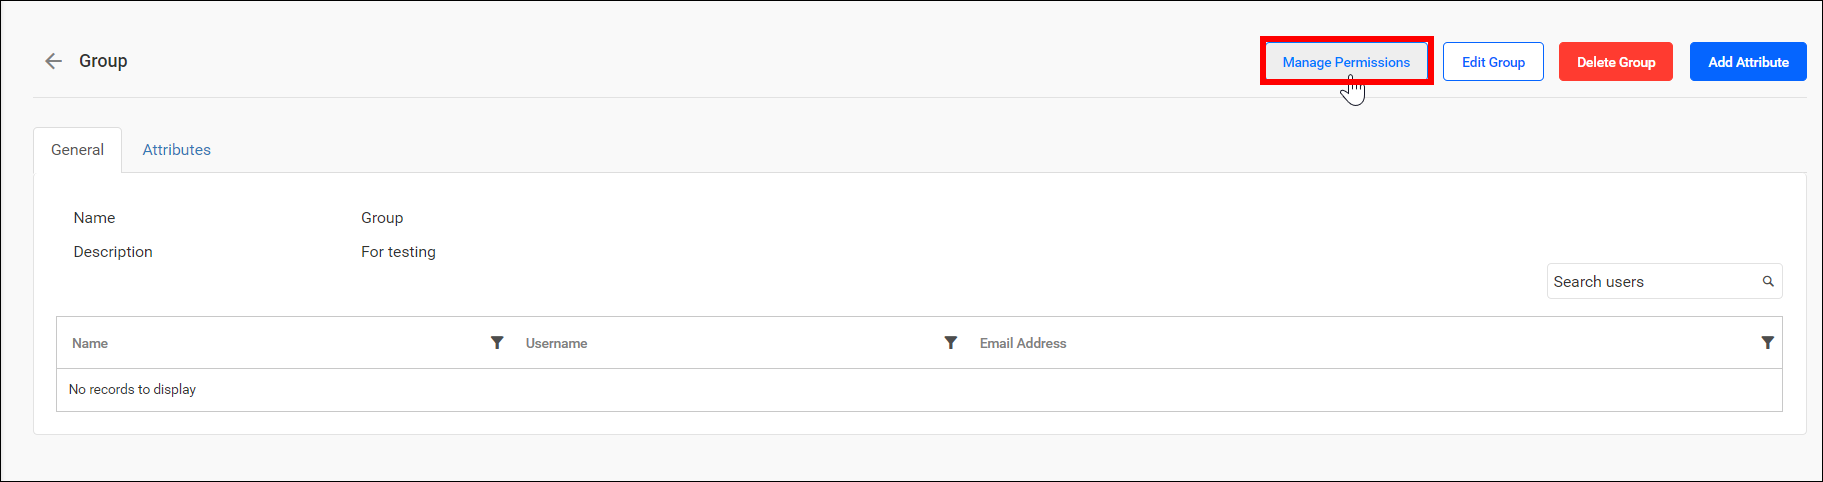 Group
Manage Permissions
Edit Group
Delete Group
Add Attribute
General
Attributes
Name
Group
Description
For testing
Search users
Name
Username
Email Address
No records to display